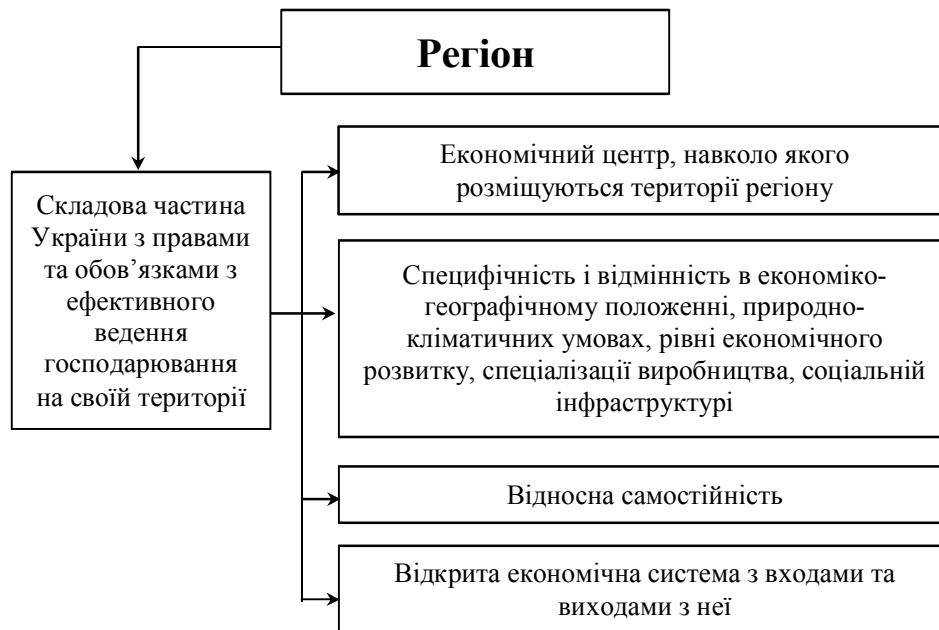 Регіон
Складова частина
України з правами
та обов’язками з
ефективного
ведення
господарювання
на своїй території
Економічний центр, навколо якого
розміщуються території регіону
Специфічність і відмінність в економіко-
географічному положенні, природно-
кліматичних умовах, рівні економічного
розвитку, спеціалізації виробництва, соціальній
інфраструктурі
Відносна самостійність
Відкрита економічна система з входами та
виходами з неї